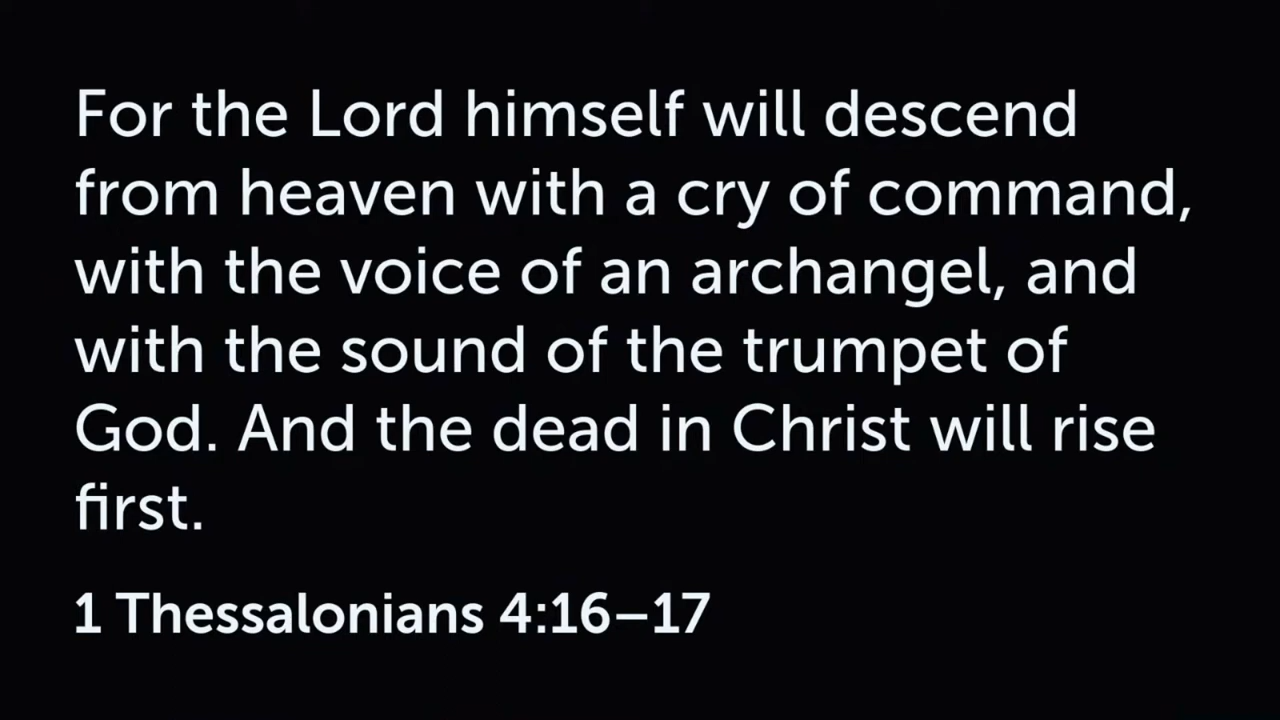 For the Lord himself will descend
from heaven with a cry of command,
with the voice of an archangel, and
with the sound of the trumpet of
God. And the dead in Christ will rise
first.
1 Thessalonians 4:16–17